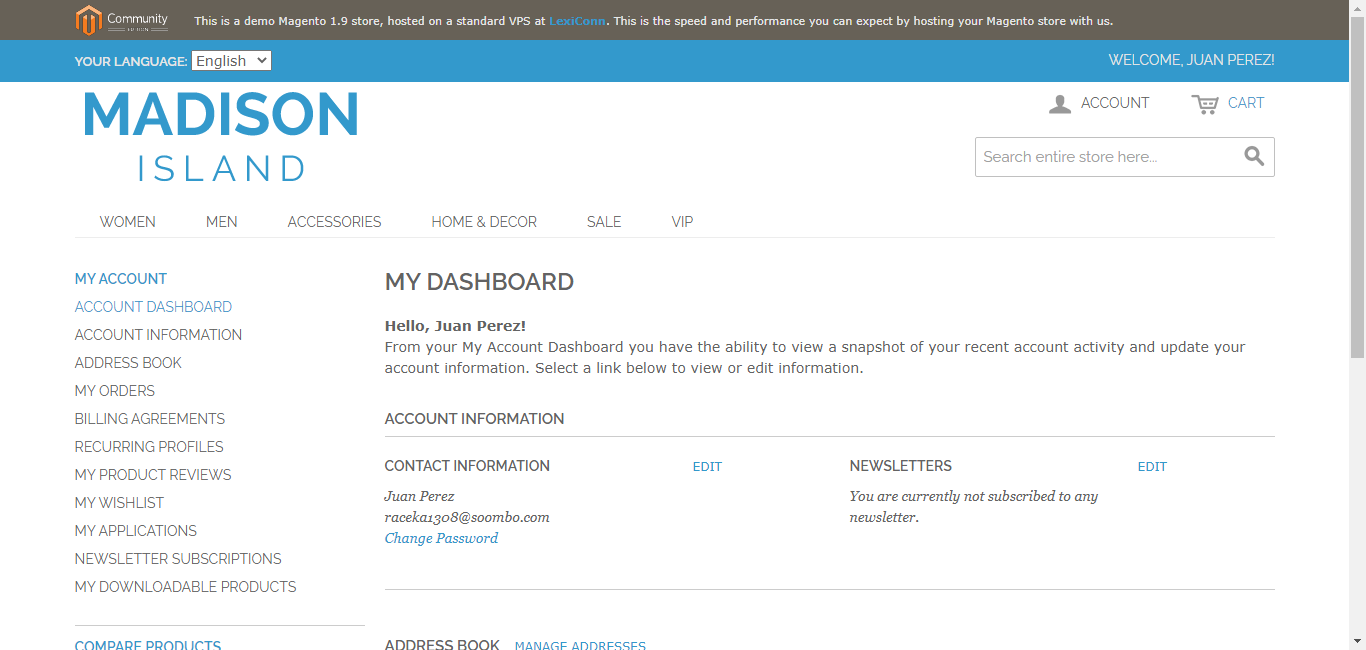 Community
EDITION
This is a demo Magento 1.9 store, hosted on a standard VPS at LexiConn. This is the speed and performance you can expect by hosting your Magento store with us.
YOUR LANGUAGE: English
WELCOME, JUAN PEREZ!
MADISON
ISLAND
ACCOUNT
CART
Search entire store here...
WOMEN
MEN
ACCESSORIES
HOME & DECOR
SALE
VIP
MY ACCOUNT
ACCOUNT DASHBOARD
ACCOUNT INFORMATION
ADDRESS BOOK
MY ORDERS
BILLING AGREEMENTS
RECURRING PROFILES
MY PRODUCT REVIEWS
MY WISHLIST
MY APPLICATIONS
NEWSLETTER SUBSCRIPTIONS
MY DOWNLOADABLE PRODUCTS
COMPARE PRODUCTS
MY DASHBOARD
Hello, Juan Perez!
From your My Account Dashboard you have the ability to view a snapshot of your recent account activity and update your
account information. Select a link below to view or edit information.
ACCOUNT INFORMATION
CONTACT INFORMATION EDIT
Juan Perez
raceka1308@soombo.com
Change Password
NEWSLETTERS EDIT
You are currently not subscribed to any
newsletter.
ADDRESS BOOK MANAGE ADDRESSES